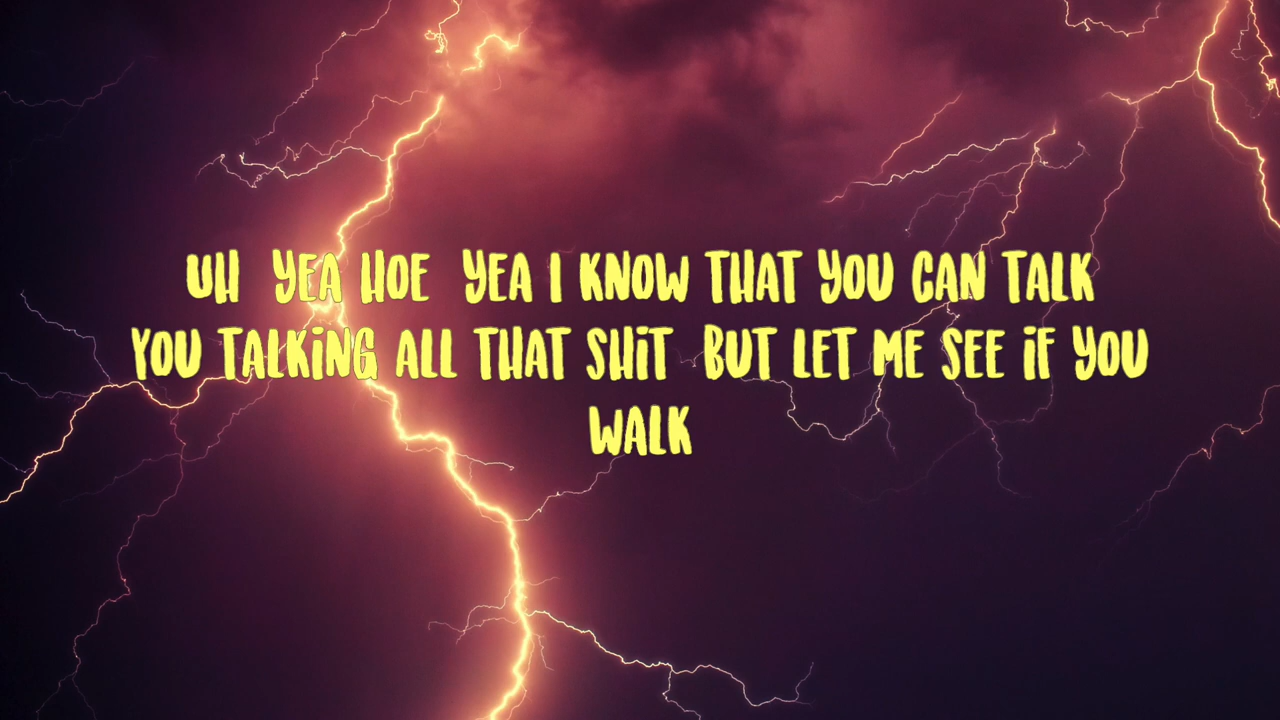 UH YEA HOE YEA I KNOW THAT YOU CAN TALK
YOU TALKiNG ALL THAT SHiT BUT LET ME SEE iF YOU
WALK